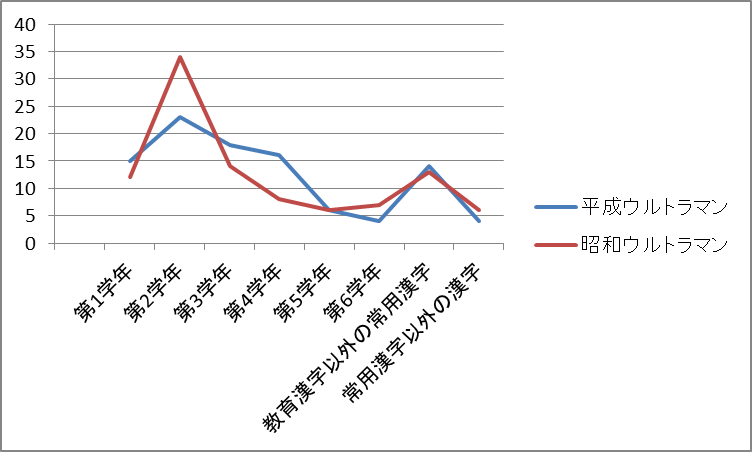 40
35
30
25
20
15
10
5
0
第1学年
第2学年
第3学年
第4学年
第5学年
第6学年
教育漢字以外の常用漢字
常用漢字以外の漢字
平成ウルトラマン
昭和ウルトラマン